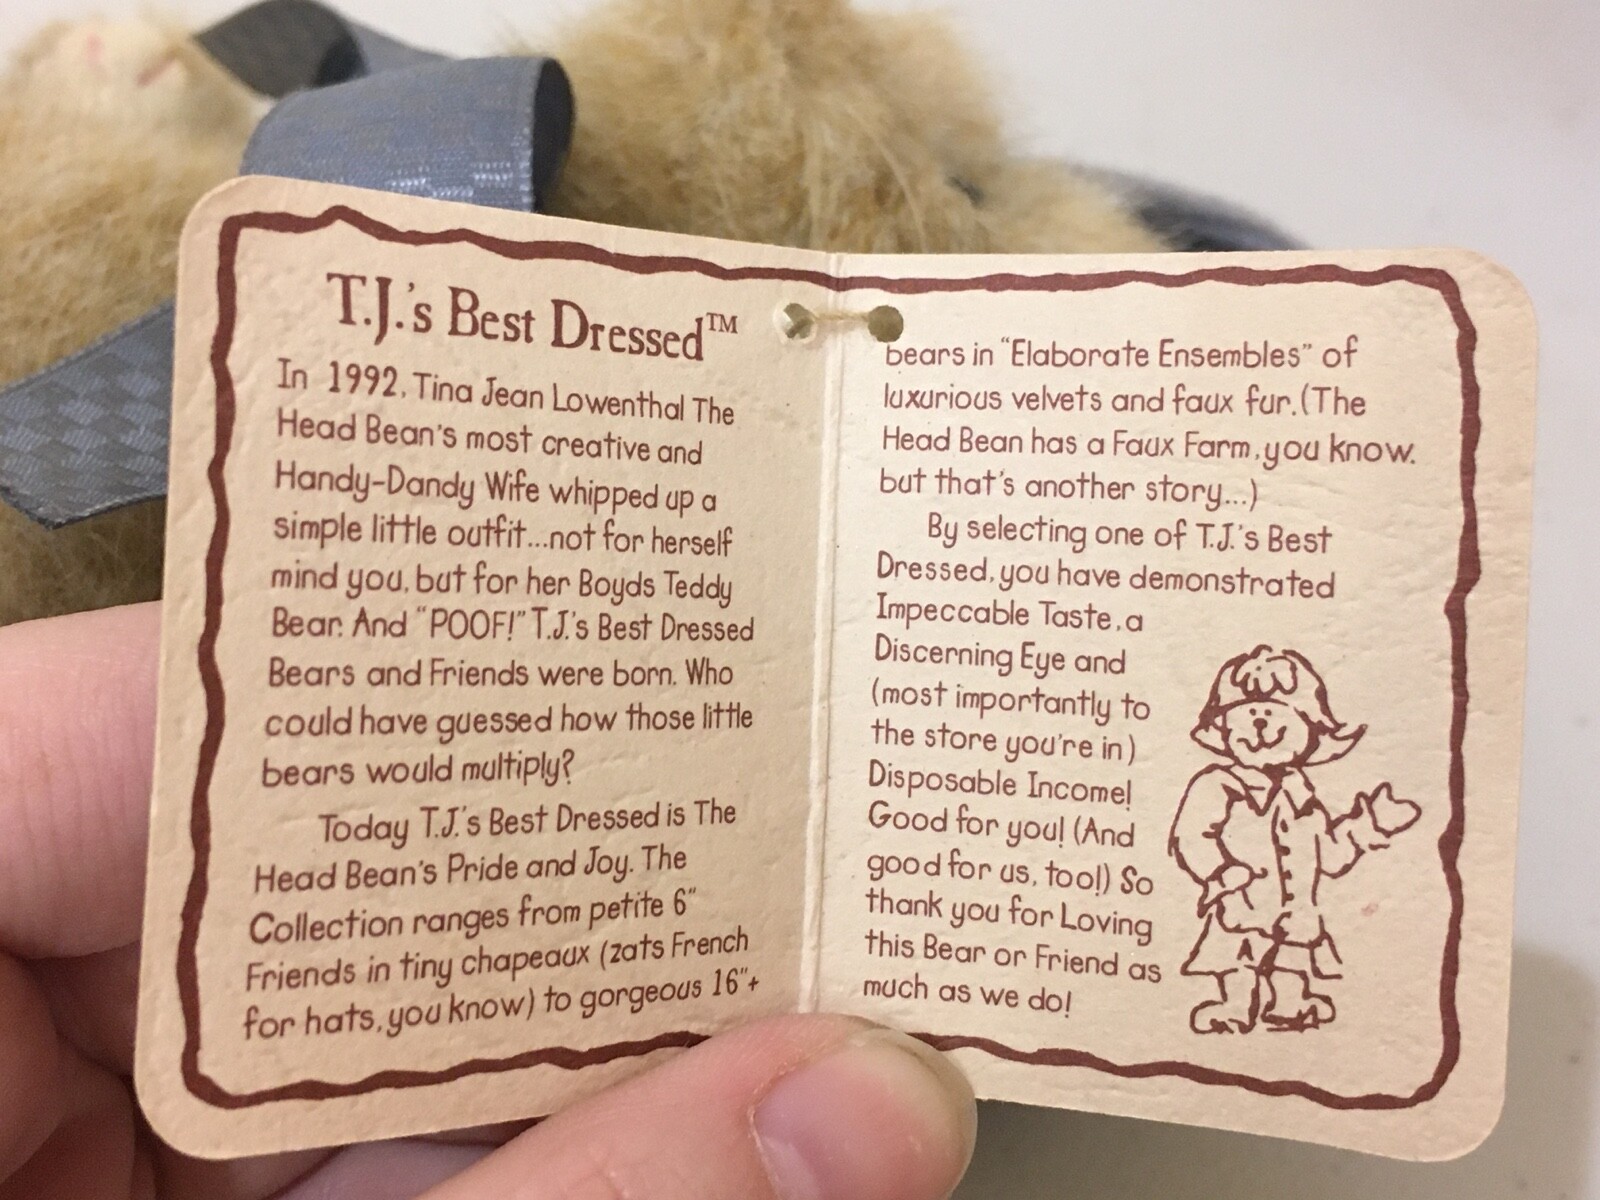 T.J.'s Best Dressed™
In 1992, Tina Jean Lowenthal The
Head Bean's most creative and
Handy-Dandy Wife whipped up a
simple little outfit...not for herself
mind you, but for her Boyds Teddy
Bear. And "POOF!" T.J.'s Best Dressed
Bears and Friends were born. Who
could have guessed how those little
bears would multiply?
Today T.J.'s Best Dressed is The
Head Bean's Pride and Joy. The
Collection ranges from petite 6"
Friends in tiny chapeaux (zats French
for hats, you know) to gorgeous 16"+
bears in "Elaborate Ensembles" of
luxurious velvets and faux fur. (The
Head Bean has a Faux Farm, you know.
but that's another story...)
By selecting one of T.J.'s Best
Dressed, you have demonstrated
Impeccable Taste, a
Discerning Eye and
(most importantly to
the store you're in)
Disposable Income!
Good for you! (And
good for us, too!) So
thank you for Loving
this Bear or Friend as
much as we do!